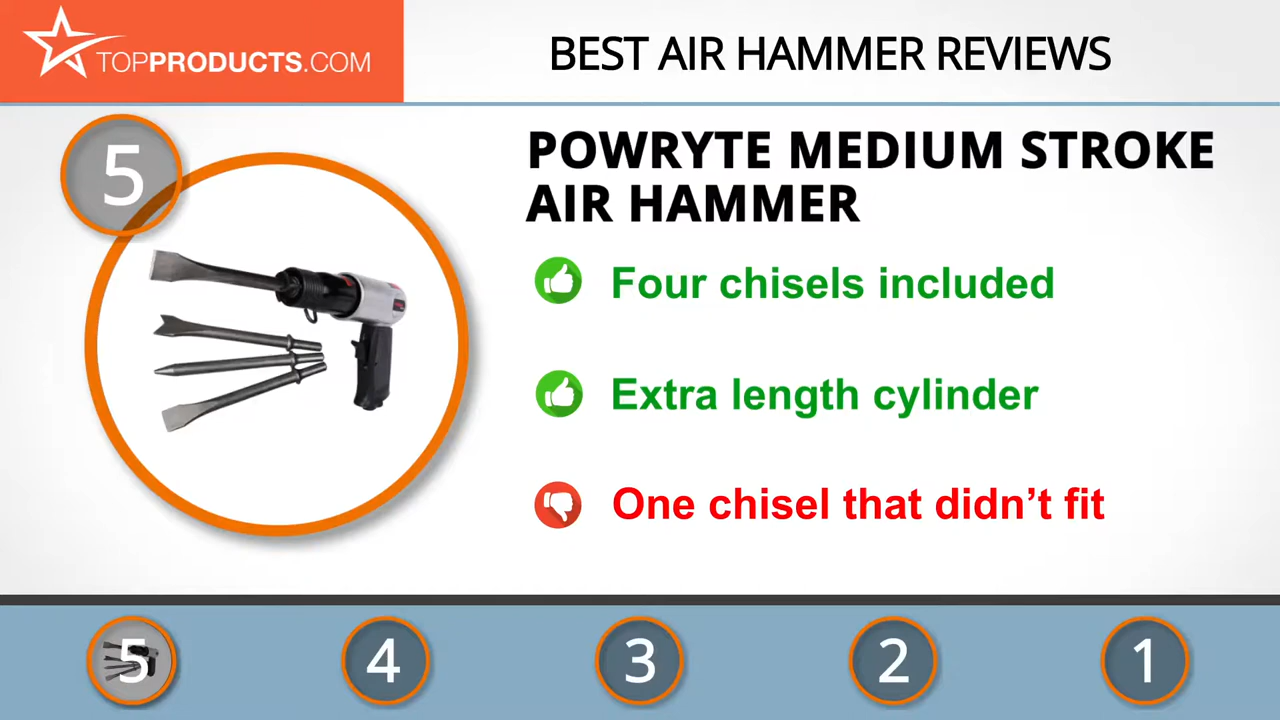 TOPPRODUCTS.COM
BEST AIR HAMMER REVIEWS
5
POWRYTE MEDIUM STROKE
AIR HAMMER
Four chisels included
Extra length cylinder
One chisel that didn’t fit
5 4 3 2 1